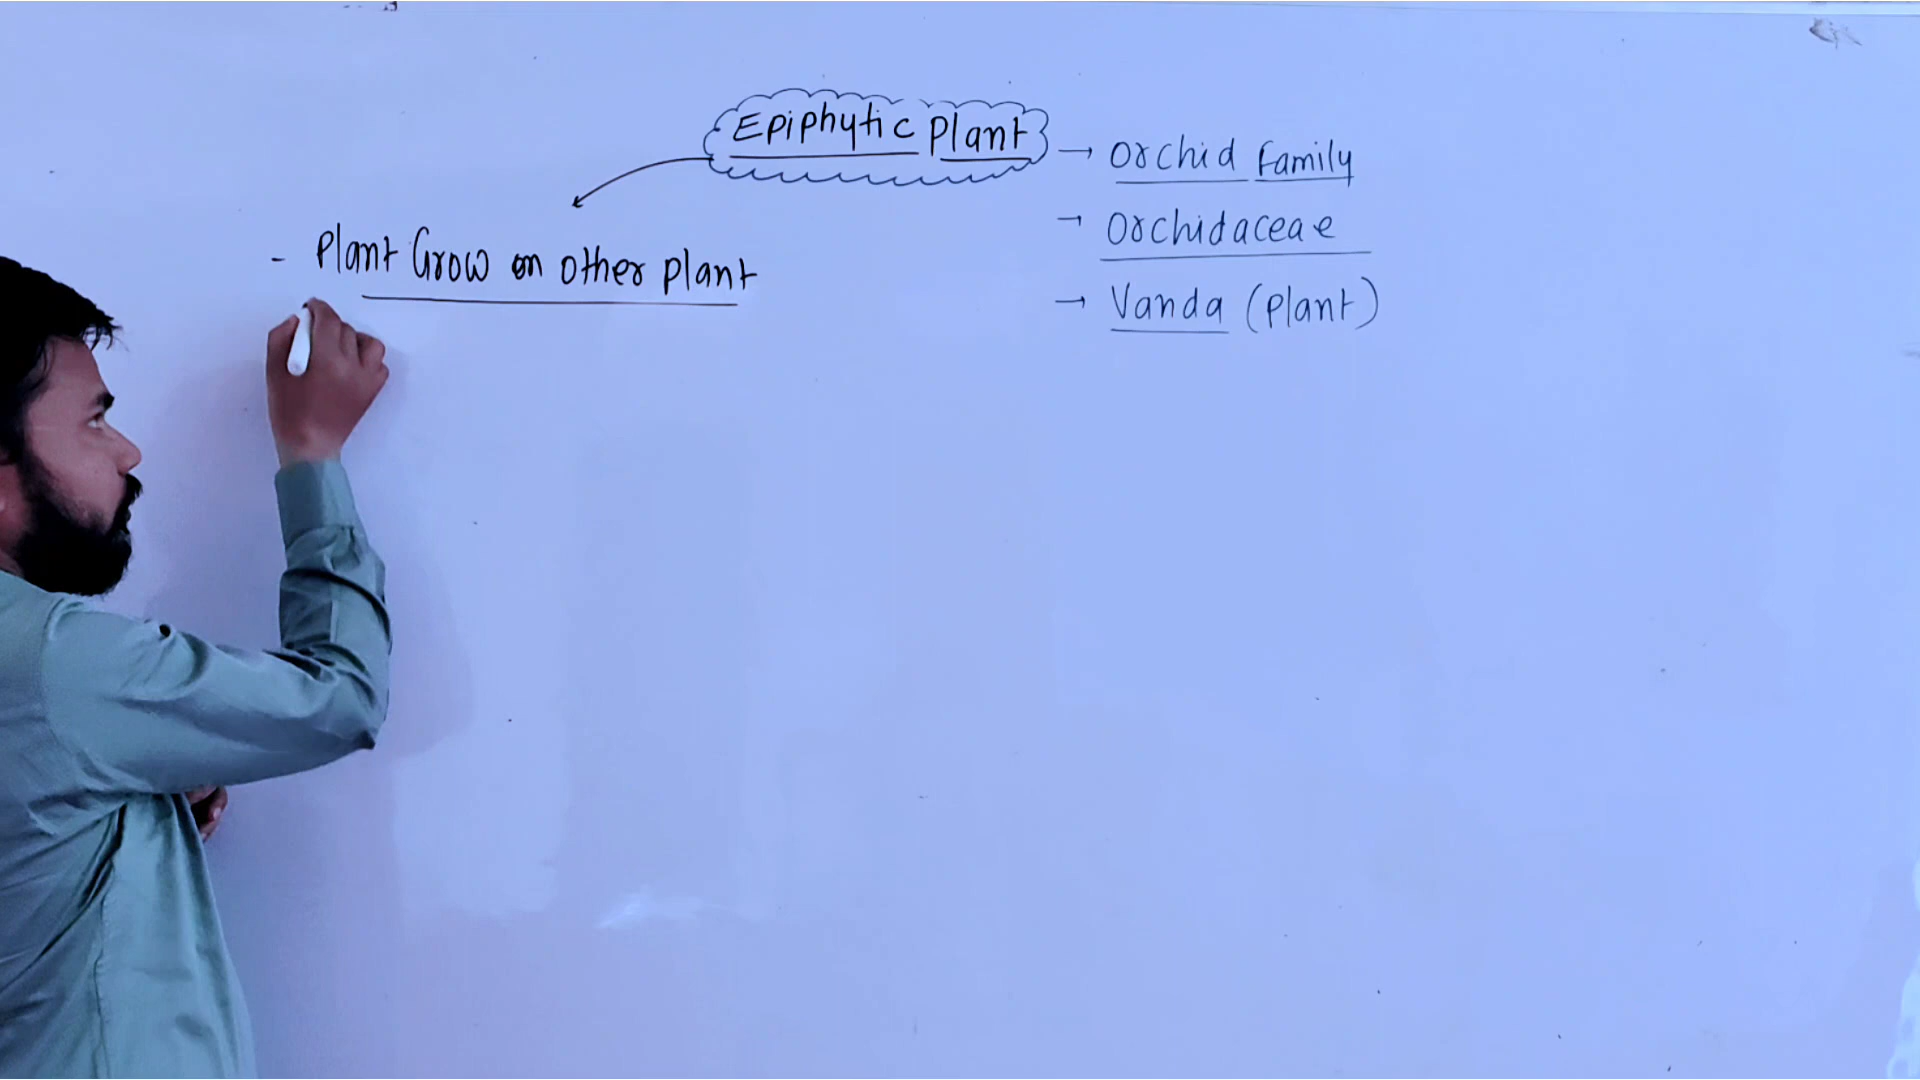 Epiphytic Plant
→ Orchid Family
→ Orchidaceae
→ Vanda (Plant)
- Plant Grow on other plant